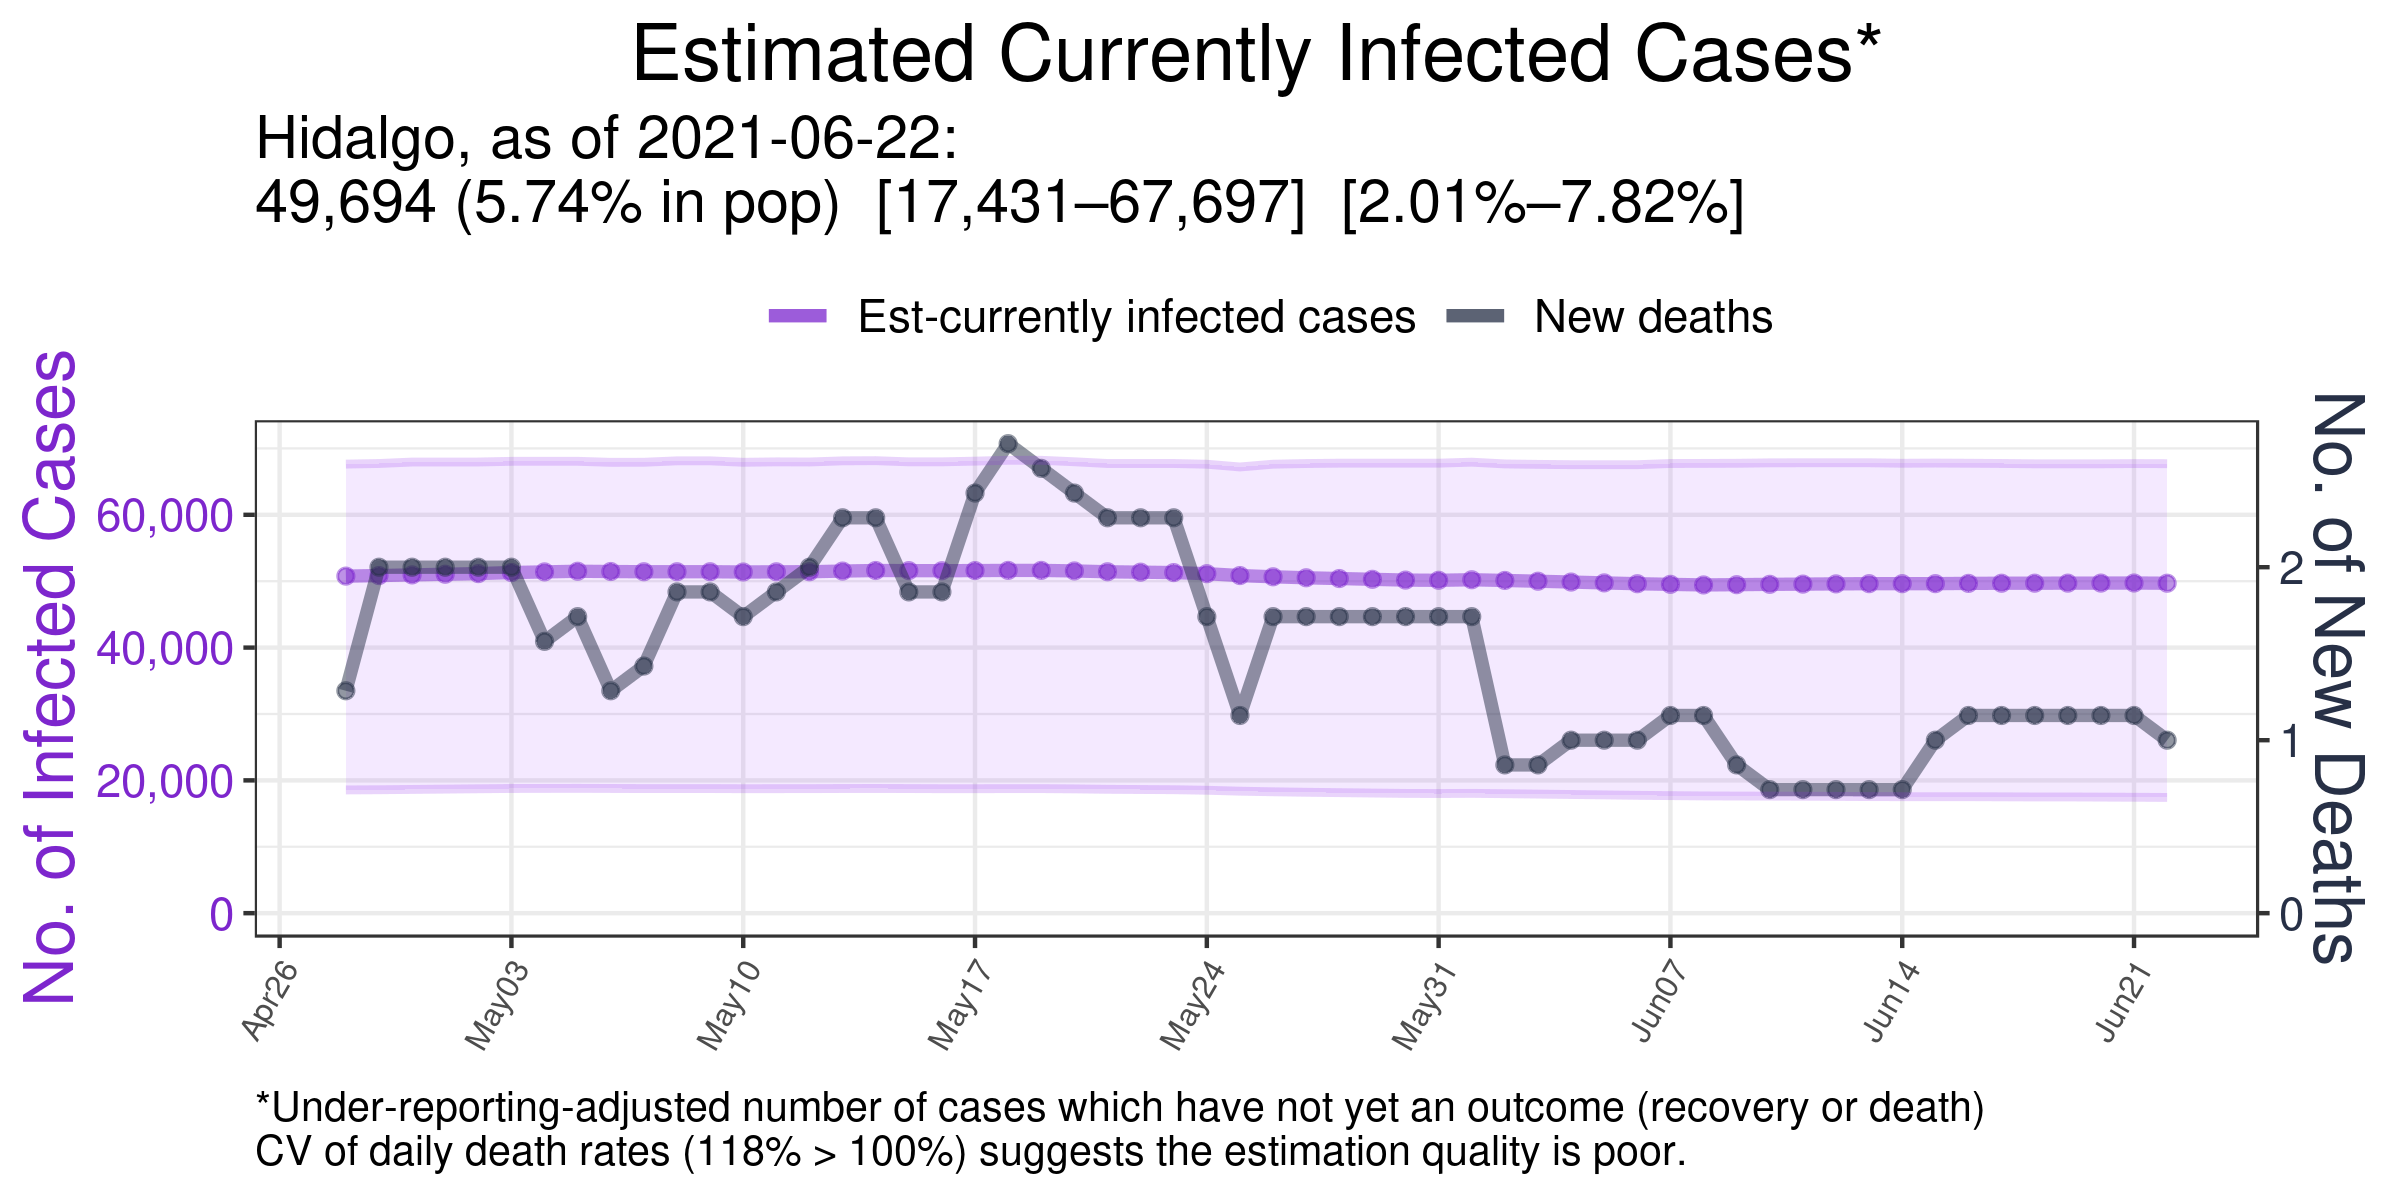 Estimated Currently Infected Cases*
Hidalgo, as of 2021-06-22:
49,694 (5.74% in pop)  [17,431–67,697]  [2.01%–7.82%]
Est-currently infected cases
New deaths
No. of Infected Cases
60,000
40,000
20,000
0
No. of New Deaths
2
1
0
Apr26
May03
May10
May17
May24
May31
Jun07
Jun14
Jun21
*Under-reporting-adjusted number of cases which have not yet an outcome (recovery or death)
CV of daily death rates (118% > 100%) suggests the estimation quality is poor.